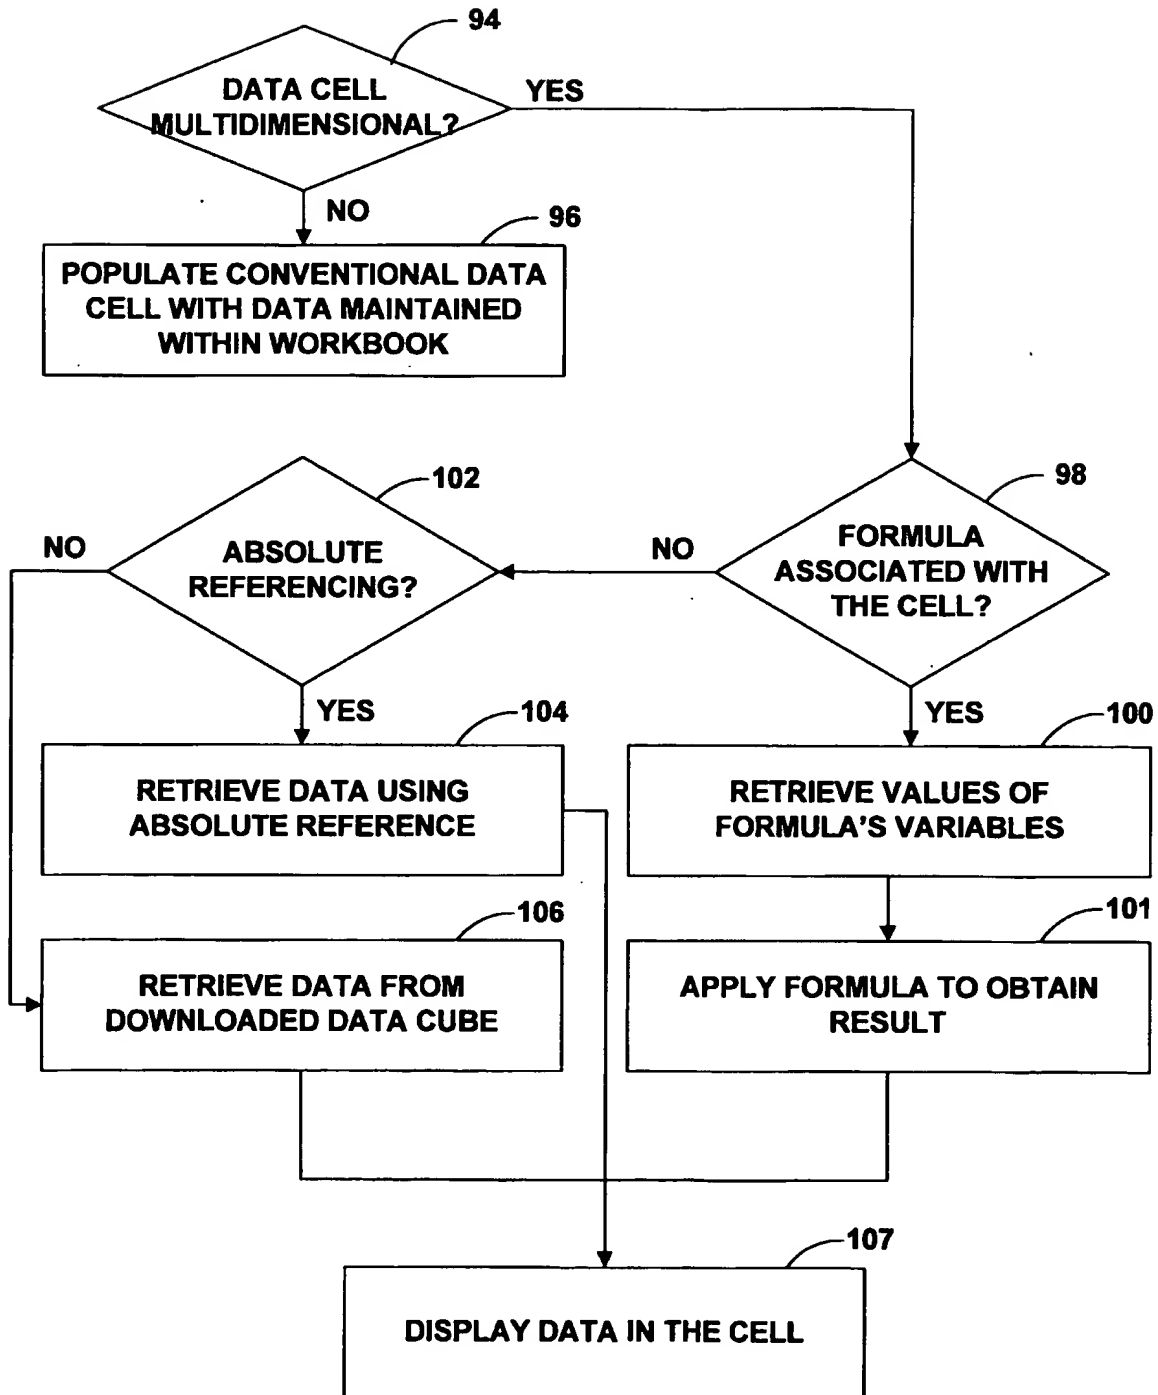 94
DATA CELL
MULTIDIMENSIONAL?
YES
NO
96
POPULATE CONVENTIONAL DATA
CELL WITH DATA MAINTAINED
WITHIN WORKBOOK
98
FORMULA
ASSOCIATED WITH
THE CELL?
NO
102
ABSOLUTE
REFERENCING?
NO
YES
104
RETRIEVE DATA USING
ABSOLUTE REFERENCE
YES
100
RETRIEVE VALUES OF
FORMULA'S VARIABLES
106
RETRIEVE DATA FROM
DOWNLOADED DATA CUBE
101
APPLY FORMULA TO OBTAIN
RESULT
107
DISPLAY DATA IN THE CELL